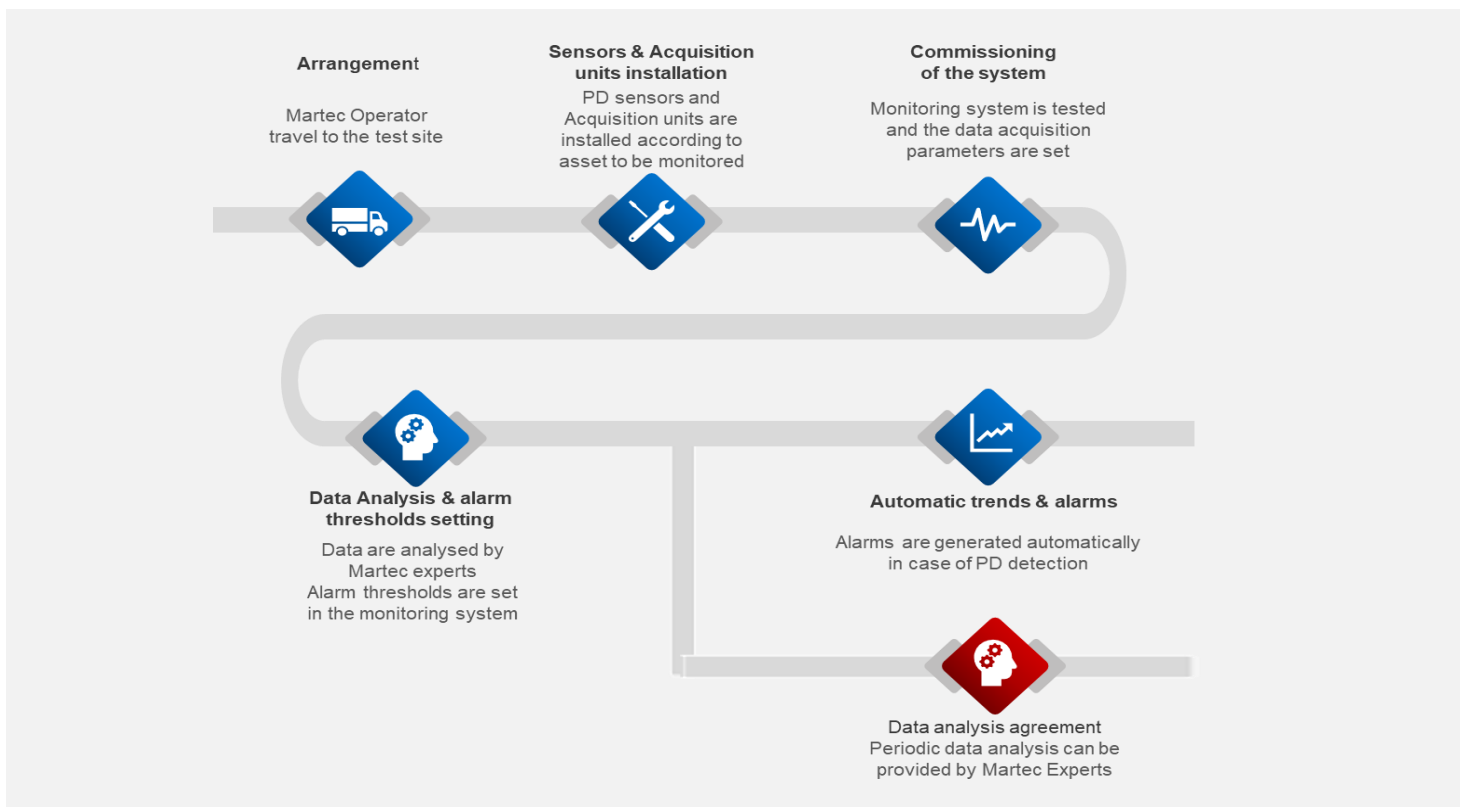 Arrangement
Martec Operator
travel to the test site
Sensors & Acquisition
units installation
PD sensors and
Acquisition units are
installed according to
asset to be monitored
Commissioning
of the system
Monitoring system is tested
and the data acquisition
parameters are set
Data Analysis & alarm
thresholds setting
Data are analysed by
Martec experts
Alarm thresholds are set
in the monitoring system
Automatic trends & alarms
Alarms are generated automatically
in case of PD detection
Data analysis agreement
Periodic data analysis can be
provided by Martec Experts